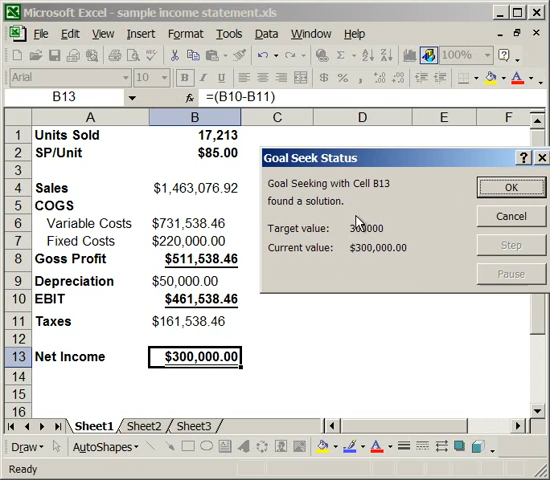 Microsoft Excel - sample income statement.xls
File Edit View Insert Format Tools Data Window Help
100%
Arial 10 B I U $ % ,
B13 fx =(B10-B11)
A B C D E F
1 Units Sold 17,213
2 SP/Unit $85.00
3
4 Sales $1,463,076.92
5 COGS
6 Variable Costs $731,538.46
7 Fixed Costs $220,000.00
8 Goss Profit $511,538.46
9 Depreciation $50,000.00
10 EBIT $461,538.46
11 Taxes $161,538.46
12
13 Net Income $300,000.00
14
15
16
Goal Seek Status
Goal Seeking with Cell B13
found a solution.
Target value: 300000
Current value: $300,000.00
OK
Cancel
Step
Pause
Sheet1 Sheet2 Sheet3
Draw AutoShapes
Ready